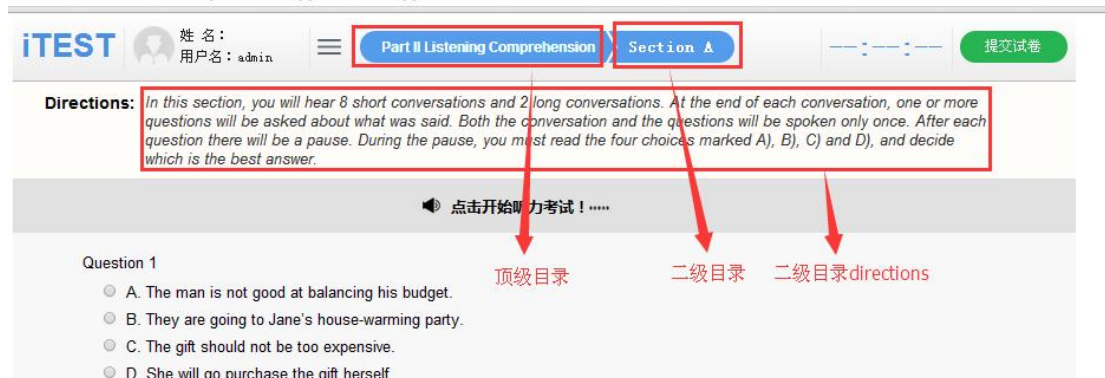 iTEST
姓 名：
用户名：admin
Part II Listening Comprehension
Section A
--:--:--
提交试卷
Directions: In this section, you will hear 8 short conversations and 2 long conversations. At the end of each conversation, one or more
questions will be asked about what was said. Both the conversation and the questions will be spoken only once. After each
question there will be a pause. During the pause, you must read the four choices marked A), B), C) and D), and decide
which is the best answer.
点击开始听力考试！·····
Question 1
A. The man is not good at balancing his budget.
B. They are going to Jane's house-warming party.
C. The gift should not be too expensive.
D. She will go purchase the gift herself
顶级目录
二级目录
二级目录directions